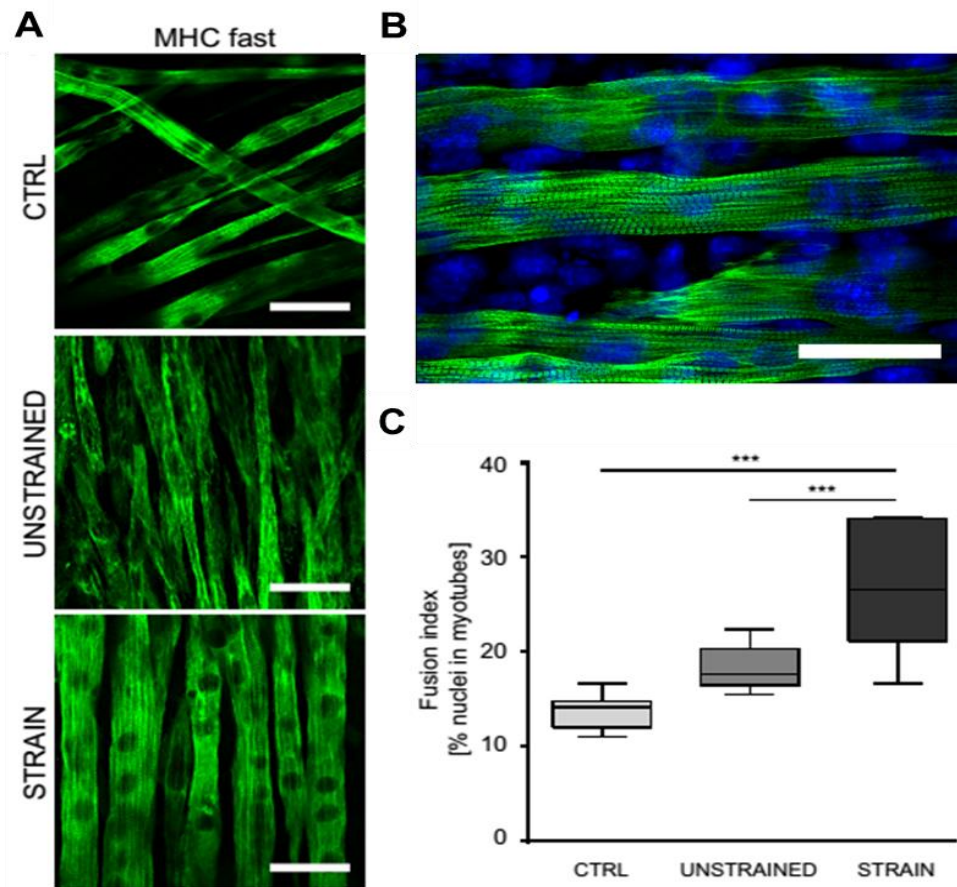 A
MHC fast
CTRL
UNSTRAINED
STRAIN
B
C
Fusion index
[% nuclei in myotubes]
40
30
20
10
0
***
***
CTRL
UNSTRAINED
STRAIN